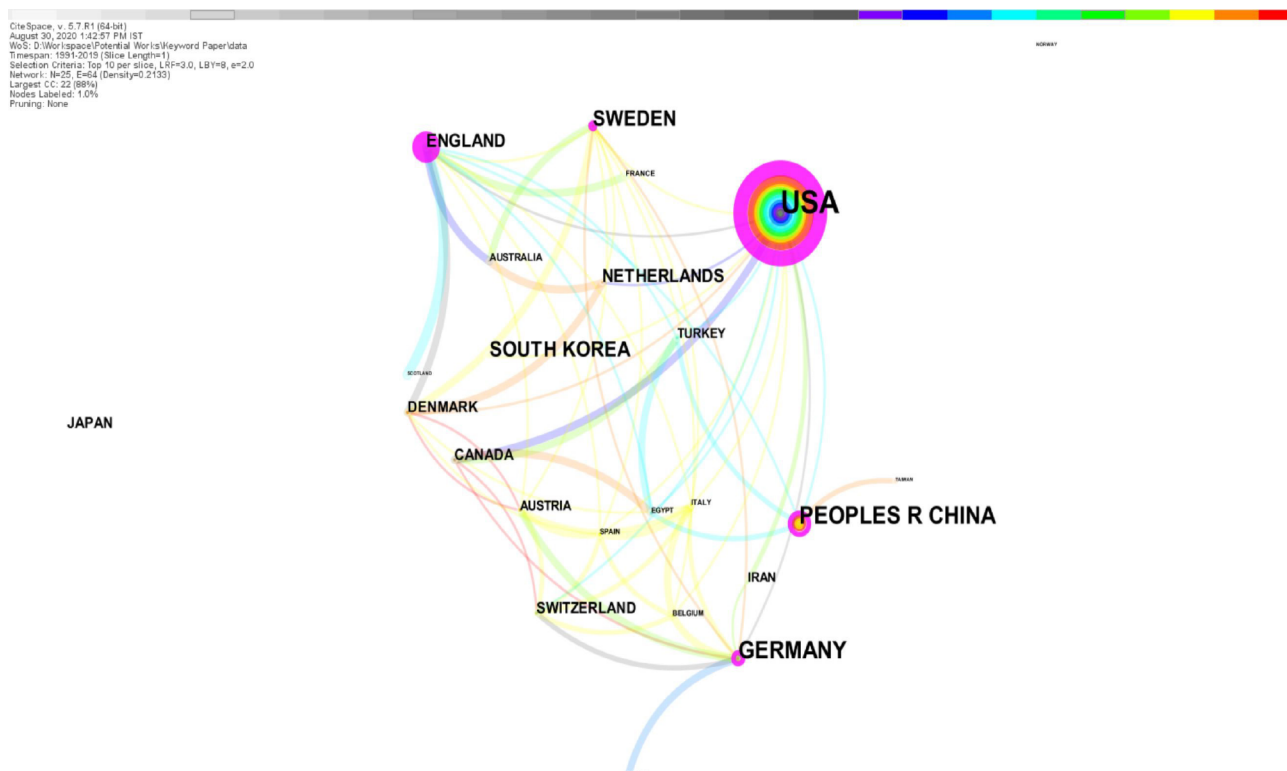 CiteSpace, v. 5.7.R1 (64-bit)
August 30, 2020 1:42:57 PM IST
WoS: D:\Workspace\Potential Works\Keyword Paper\data
Timespan: 1991-2019 (Slice Length=1)
Selection Criteria: Top 10 per slice, LRF=3.0, LBY=8, e=2.0
Network: N=25, E=64 (Density=0.2133)
Largest CC: 22 (88%)
Nodes Labeled: 1.0%
Pruning: None
NORWAY
SWEDEN
ENGLAND
FRANCE
USA
AUSTRALIA
NETHERLANDS
TURKEY
SOUTH KOREA
SCOTLAND
DENMARK
JAPAN
CANADA
TAIWAN
ITALY
AUSTRIA
EGYPT
PEOPLES R CHINA
SPAIN
IRAN
SWITZERLAND
BELGIUM
GERMANY